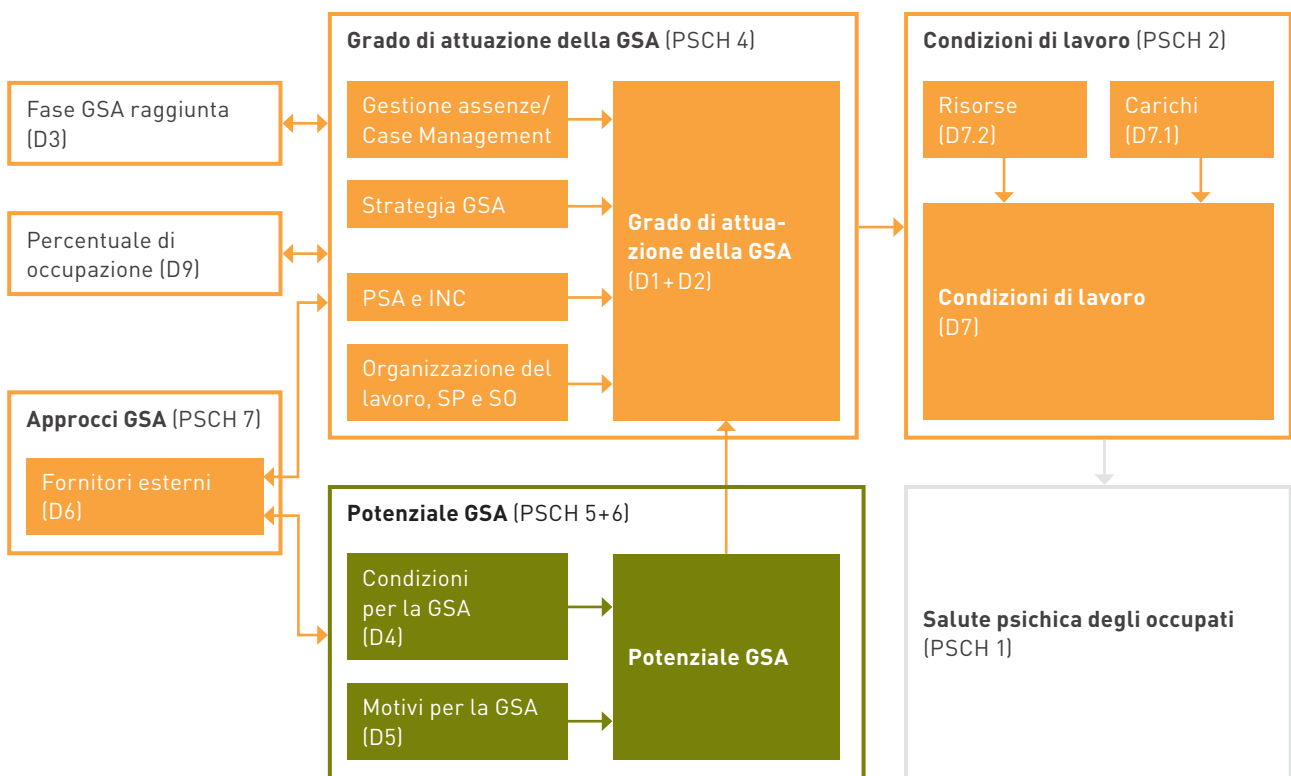 Fase GSA raggiunta
(D3)
Percentuale di
occupazione (D9)
Approcci GSA (PSCH 7)
Fornitori esterni
(D6)
Grado di attuazione della GSA (PSCH 4)
Gestione assenze/
Case Management
Strategia GSA
PSA e INC
Organizzazione del
lavoro, SP e SO
Grado di attua-
zione della GSA
(D1+D2)
Potenziale GSA (PSCH 5+6)
Condizioni
per la GSA
(D4)
Motivi per la GSA
(D5)
Potenziale GSA
Condizioni di lavoro (PSCH 2)
Risorse
(D7.2)
Carichi
(D7.1)
Condizioni di lavoro
(D7)
Salute psichica degli occupati
(PSCH 1)